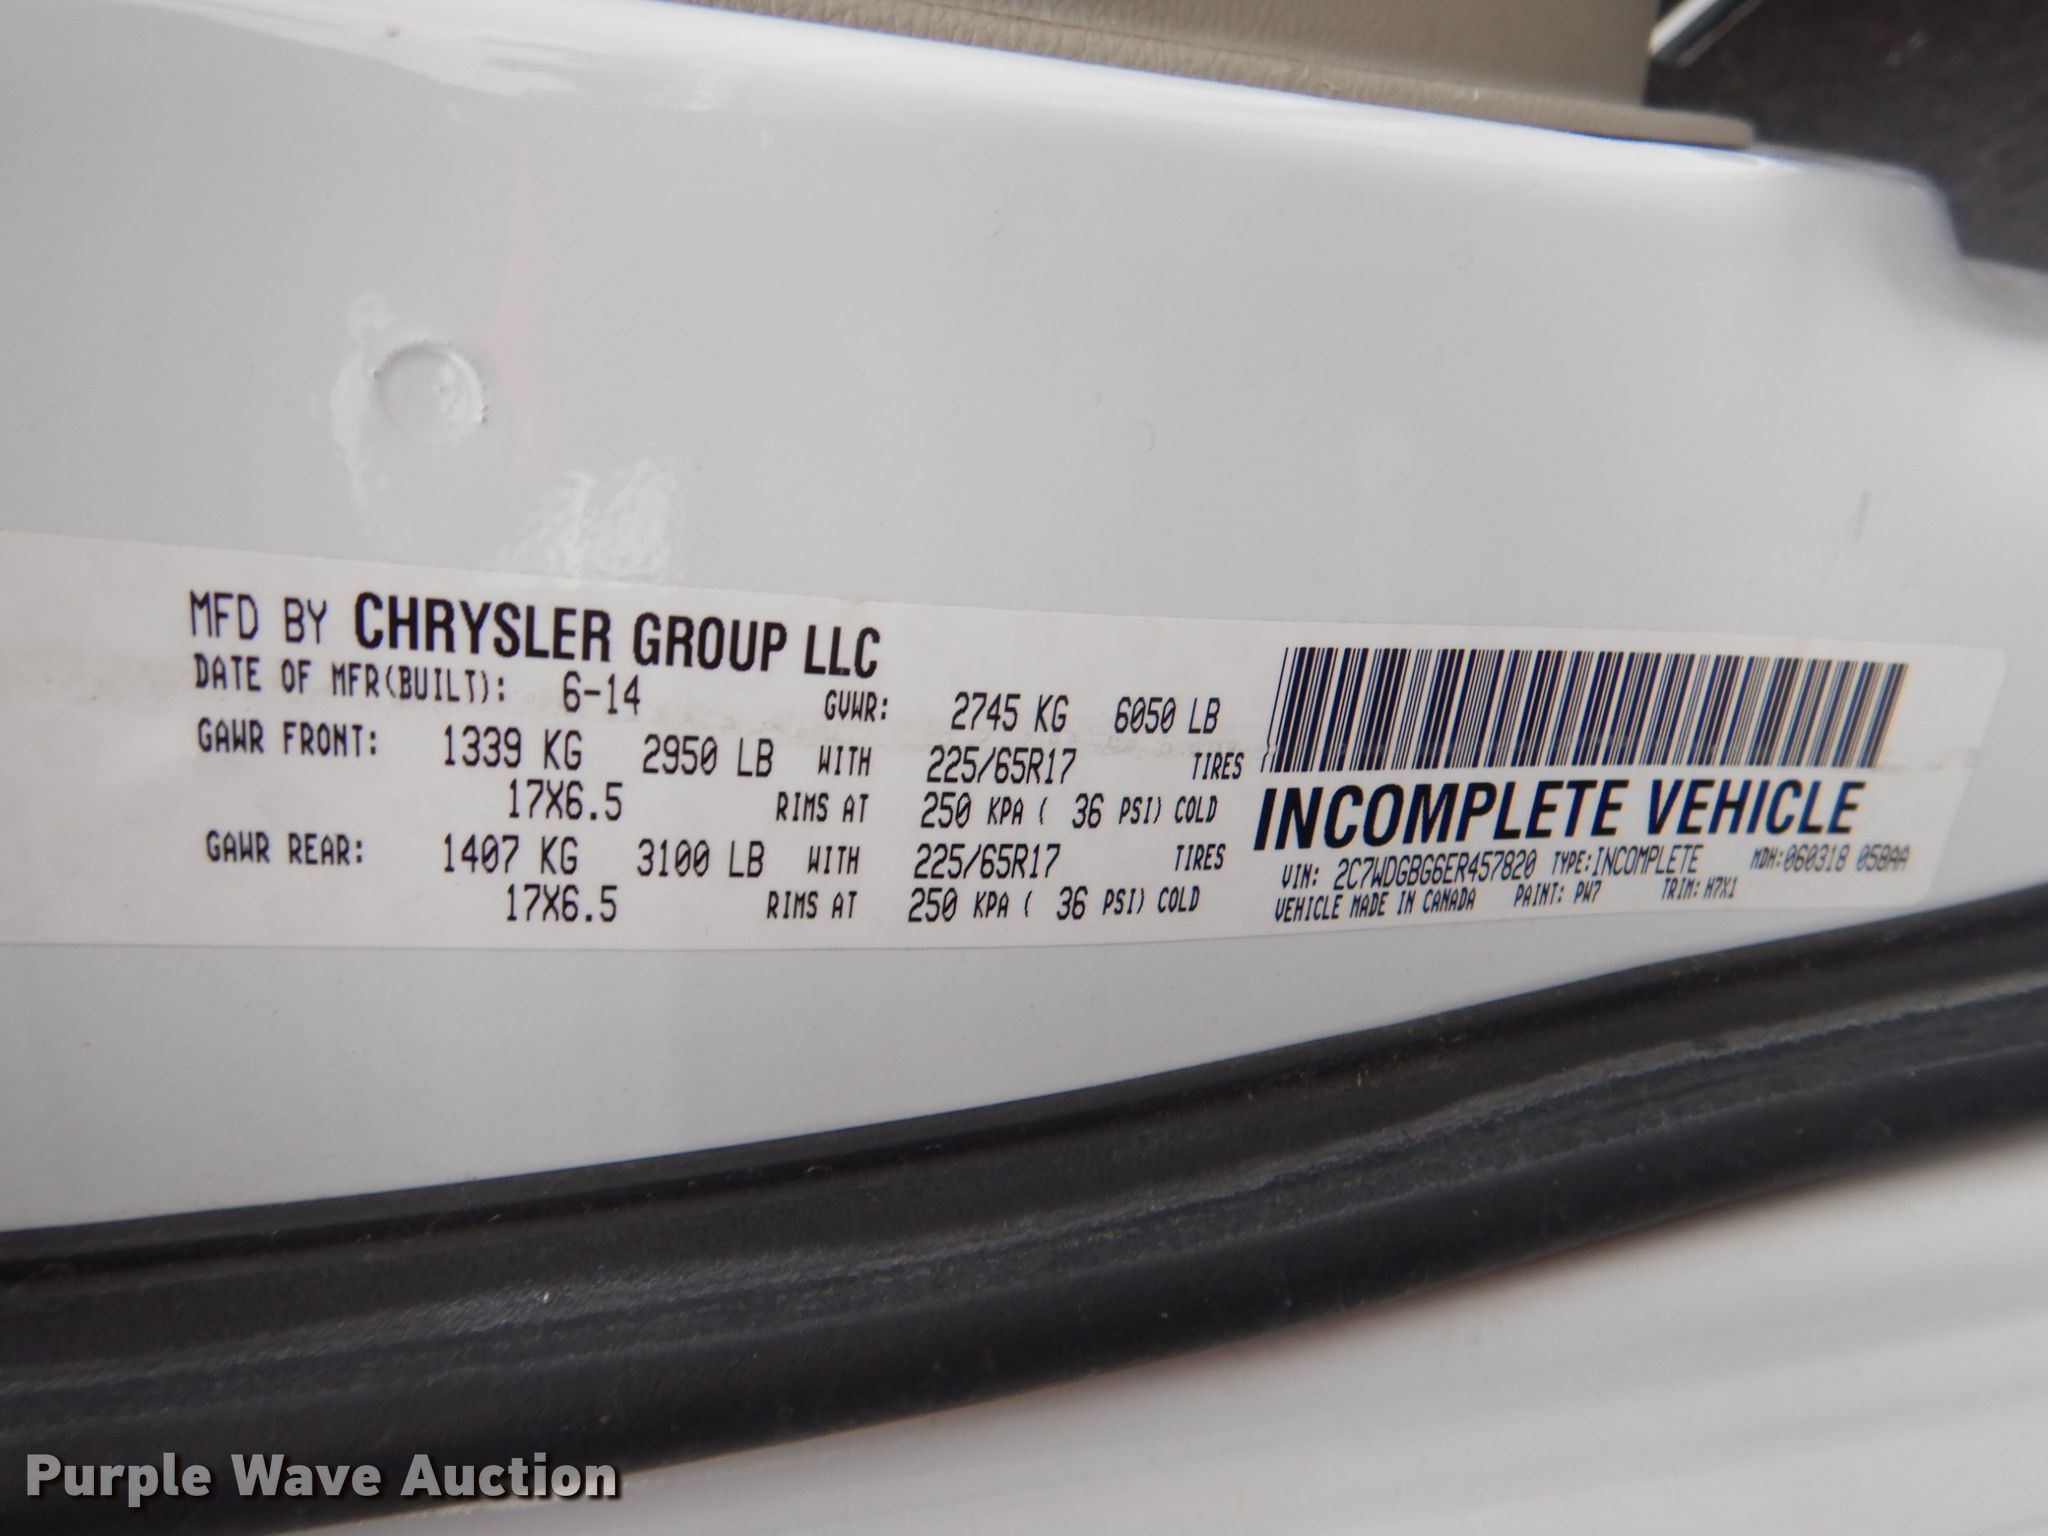 MFD BY CHRYSLER GROUP LLC
DATE OF MFR(BUILT): 6-14 GVWR: 2745 KG 6050 LB
GAWR FRONT: 1339 KG 2950 LB WITH 225/65R17 TIRES
17X6.5 RIMS AT 250 KPA ( 36 PSI) COLD
GAWR REAR: 1407 KG 3100 LB WITH 225/65R17 TIRES
17X6.5 RIMS AT 250 KPA ( 36 PSI) COLD
INCOMPLETE VEHICLE
VIN: 2C7WDGBG6ER457820 TYPE:INCOMPLETE MDH:060318 058AA
VEHICLE MADE IN CANADA PAINT: PW7 TRIM: H7X1
Purple Wave Auction